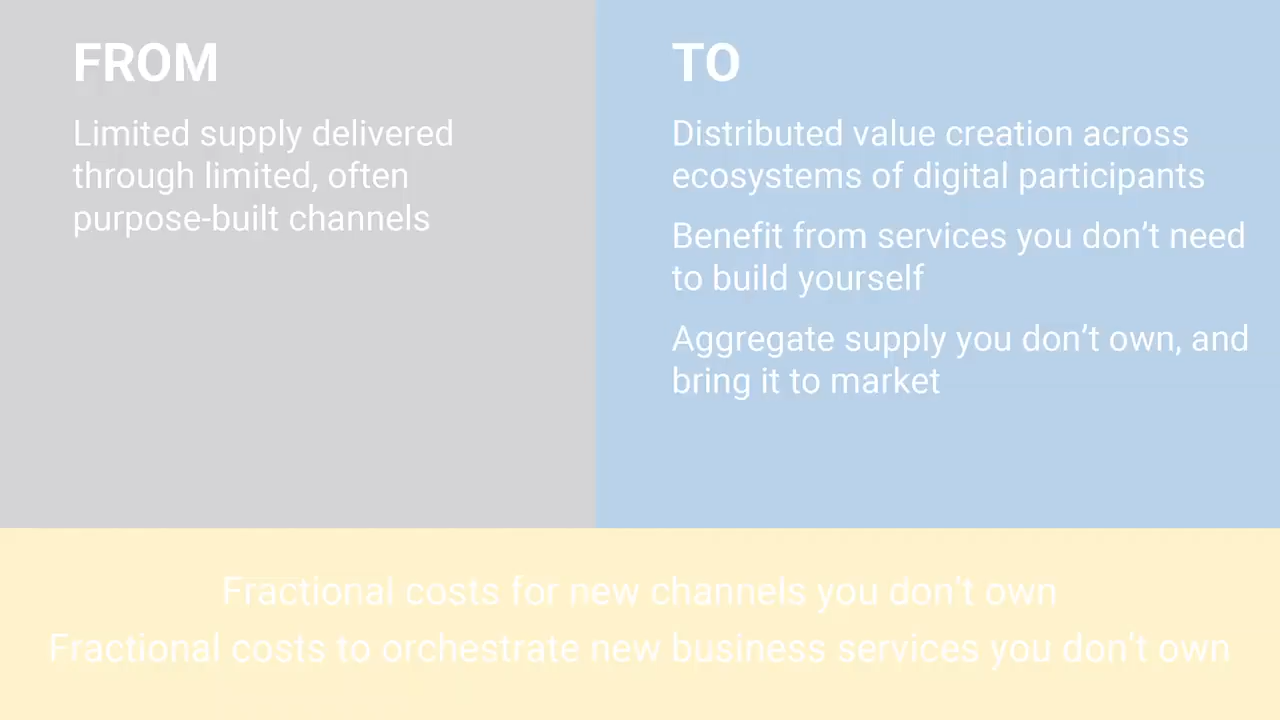 FROM
Limited supply delivered
through limited, often
purpose-built channels
TO
Distributed value creation across
ecosystems of digital participants
Benefit from services you don’t need
to build yourself
Aggregate supply you don’t own, and
bring it to market
Fractional costs for new channels you don’t own
Fractional costs to orchestrate new business services you don’t own